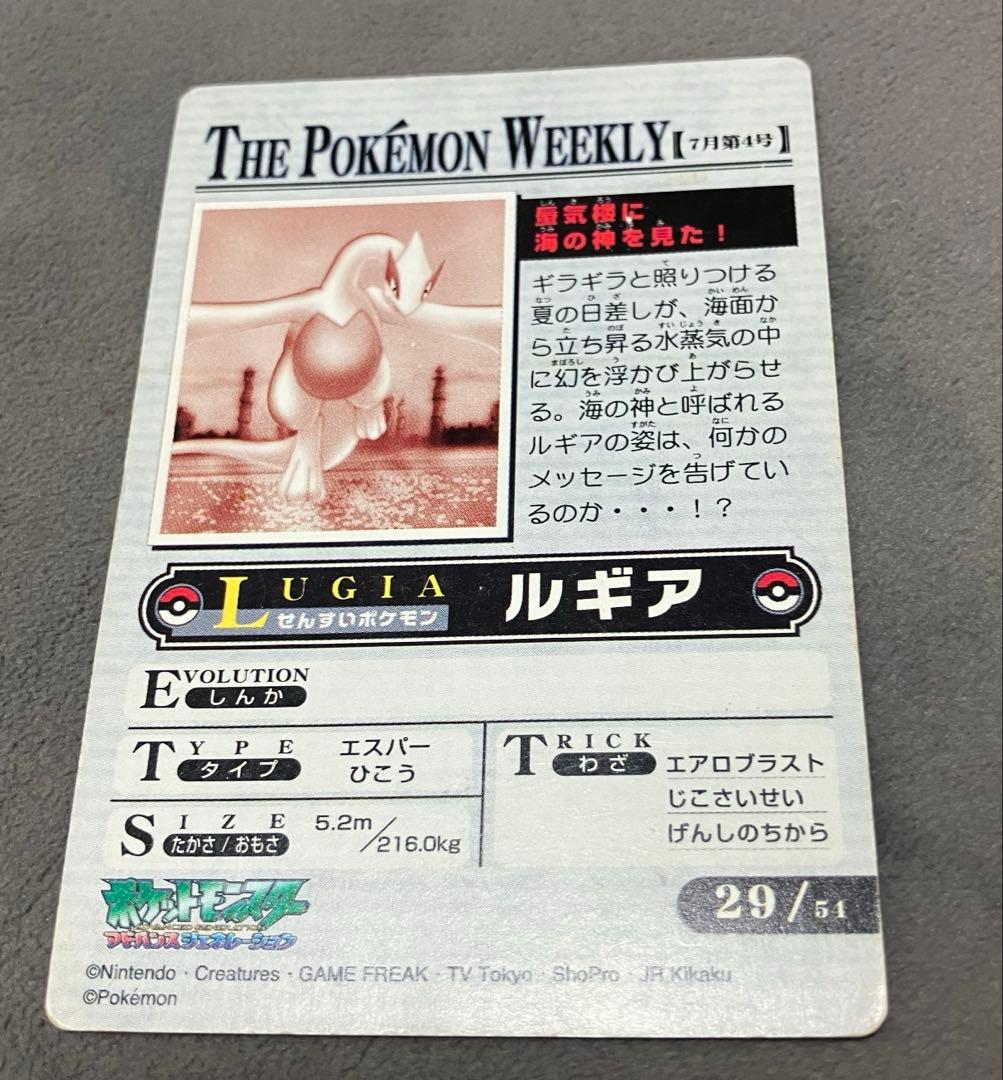 THE POKÉMON WEEKLY【7月第4号】
蜃気楼に
海の神を見た！
ギラギラと照りつける
夏の日差しが、海面か
ら立ち昇る水蒸気の中
に幻を浮かび上がらせ
る。海の神と呼ばれる
ルギアの姿は、何かの
メッセージを告げてい
るのか・・・！？
LUGIA ルギア
せんすいポケモン
EVOLUTION
しんか
TYPE
タイプ
エスパー
ひこう
TRICK
わざ
エアロブラスト
じこさいせい
げんしのちから
SIZE
たかさ/おもさ
5.2m/216.0kg
ポケットモンスター
アドバンスジェネレーション
29/54
©Nintendo・Creatures・GAME FREAK・TV Tokyo・ShoPro・JR Kikaku
©Pokémon